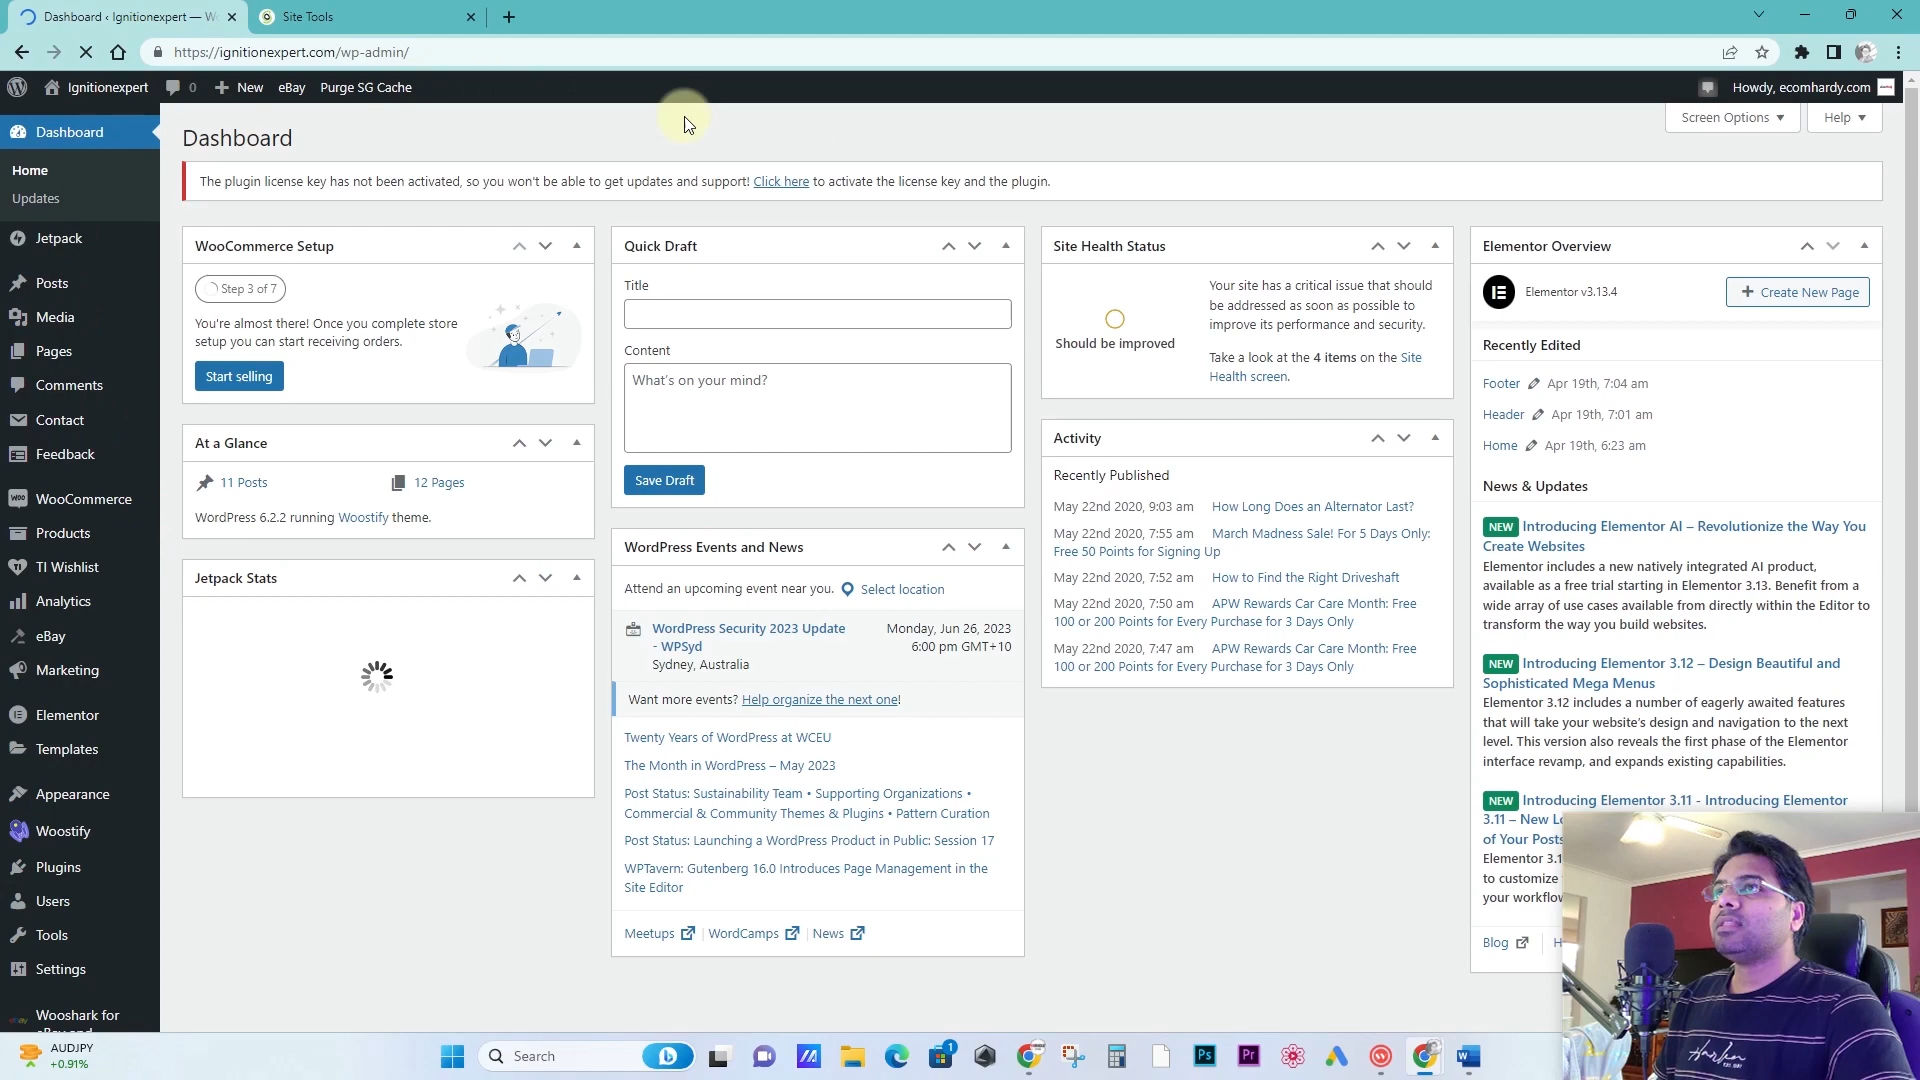 Dashboard ‹ Ignitionexpert — W
Site Tools
https://ignitionexpert.com/wp-admin/
Ignitionexpert
0
New
eBay
Purge SG Cache
Howdy, ecomhardy.com
Dashboard
Home
Updates
Jetpack
Posts
Media
Pages
Comments
Contact
Feedback
WooCommerce
Products
TI Wishlist
Analytics
eBay
Marketing
Elementor
Templates
Appearance
Woostify
Plugins
Users
Tools
Settings
Wooshark for
eBay and
Dashboard
Screen Options
Help
The plugin license key has not been activated, so you won't be able to get updates and support! Click here to activate the license key and the plugin.
WooCommerce Setup
Step 3 of 7
You're almost there! Once you complete store
setup you can start receiving orders.
Start selling
At a Glance
11 Posts
12 Pages
WordPress 6.2.2 running Woostify theme.
Jetpack Stats
Quick Draft
Title
Content
What's on your mind?
Save Draft
WordPress Events and News
Attend an upcoming event near you.
Select location
WordPress Security 2023 Update
- WPSyd
Sydney, Australia
Monday, Jun 26, 2023
6:00 pm GMT+10
Want more events? Help organize the next one!
Twenty Years of WordPress at WCEU
The Month in WordPress – May 2023
Post Status: Sustainability Team • Supporting Organizations •
Commercial & Community Themes & Plugins • Pattern Curation
Post Status: Launching a WordPress Product in Public: Session 17
WPTavern: Gutenberg 16.0 Introduces Page Management in the
Site Editor
Meetups
WordCamps
News
Site Health Status
Should be improved
Your site has a critical issue that should
be addressed as soon as possible to
improve its performance and security.
Take a look at the 4 items on the Site
Health screen.
Activity
Recently Published
May 22nd 2020, 9:03 am How Long Does an Alternator Last?
May 22nd 2020, 7:55 am March Madness Sale! For 5 Days Only:
Free 50 Points for Signing Up
May 22nd 2020, 7:52 am How to Find the Right Driveshaft
May 22nd 2020, 7:50 am APW Rewards Car Care Month: Free
100 or 200 Points for Every Purchase for 3 Days Only
May 22nd 2020, 7:47 am APW Rewards Car Care Month: Free
100 or 200 Points for Every Purchase for 3 Days Only
Elementor Overview
Elementor v3.13.4
Create New Page
Recently Edited
Footer Apr 19th, 7:04 am
Header Apr 19th, 7:01 am
Home Apr 19th, 6:23 am
News & Updates
NEW Introducing Elementor AI – Revolutionize the Way You
Create Websites
Elementor includes a new natively integrated AI product,
available as a free trial starting in Elementor 3.13. Benefit from a
wide array of use cases available from directly within the Editor to
transform the way you build websites.
NEW Introducing Elementor 3.12 – Design Beautiful and
Sophisticated Mega Menus
Elementor 3.12 includes a number of eagerly awaited features
that will take your website's design and navigation to the next
level. This version also reveals the first phase of the Elementor
interface revamp, and expands existing capabilities.
NEW Introducing Elementor 3.11 - Introducing Elementor
3.11 – New Lo
of Your Posts
Elementor 3.1
to customize
your workflow
Blog
H
AUDJPY
+0.91%
Search
1
Ps
Pr
W